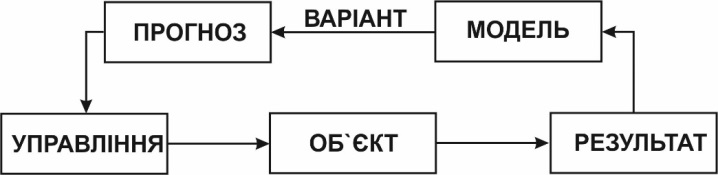 ПРОГНОЗ
ВАРІАНТ
МОДЕЛЬ
УПРАВЛІННЯ
ОБ`ЄКТ
РЕЗУЛЬТАТ